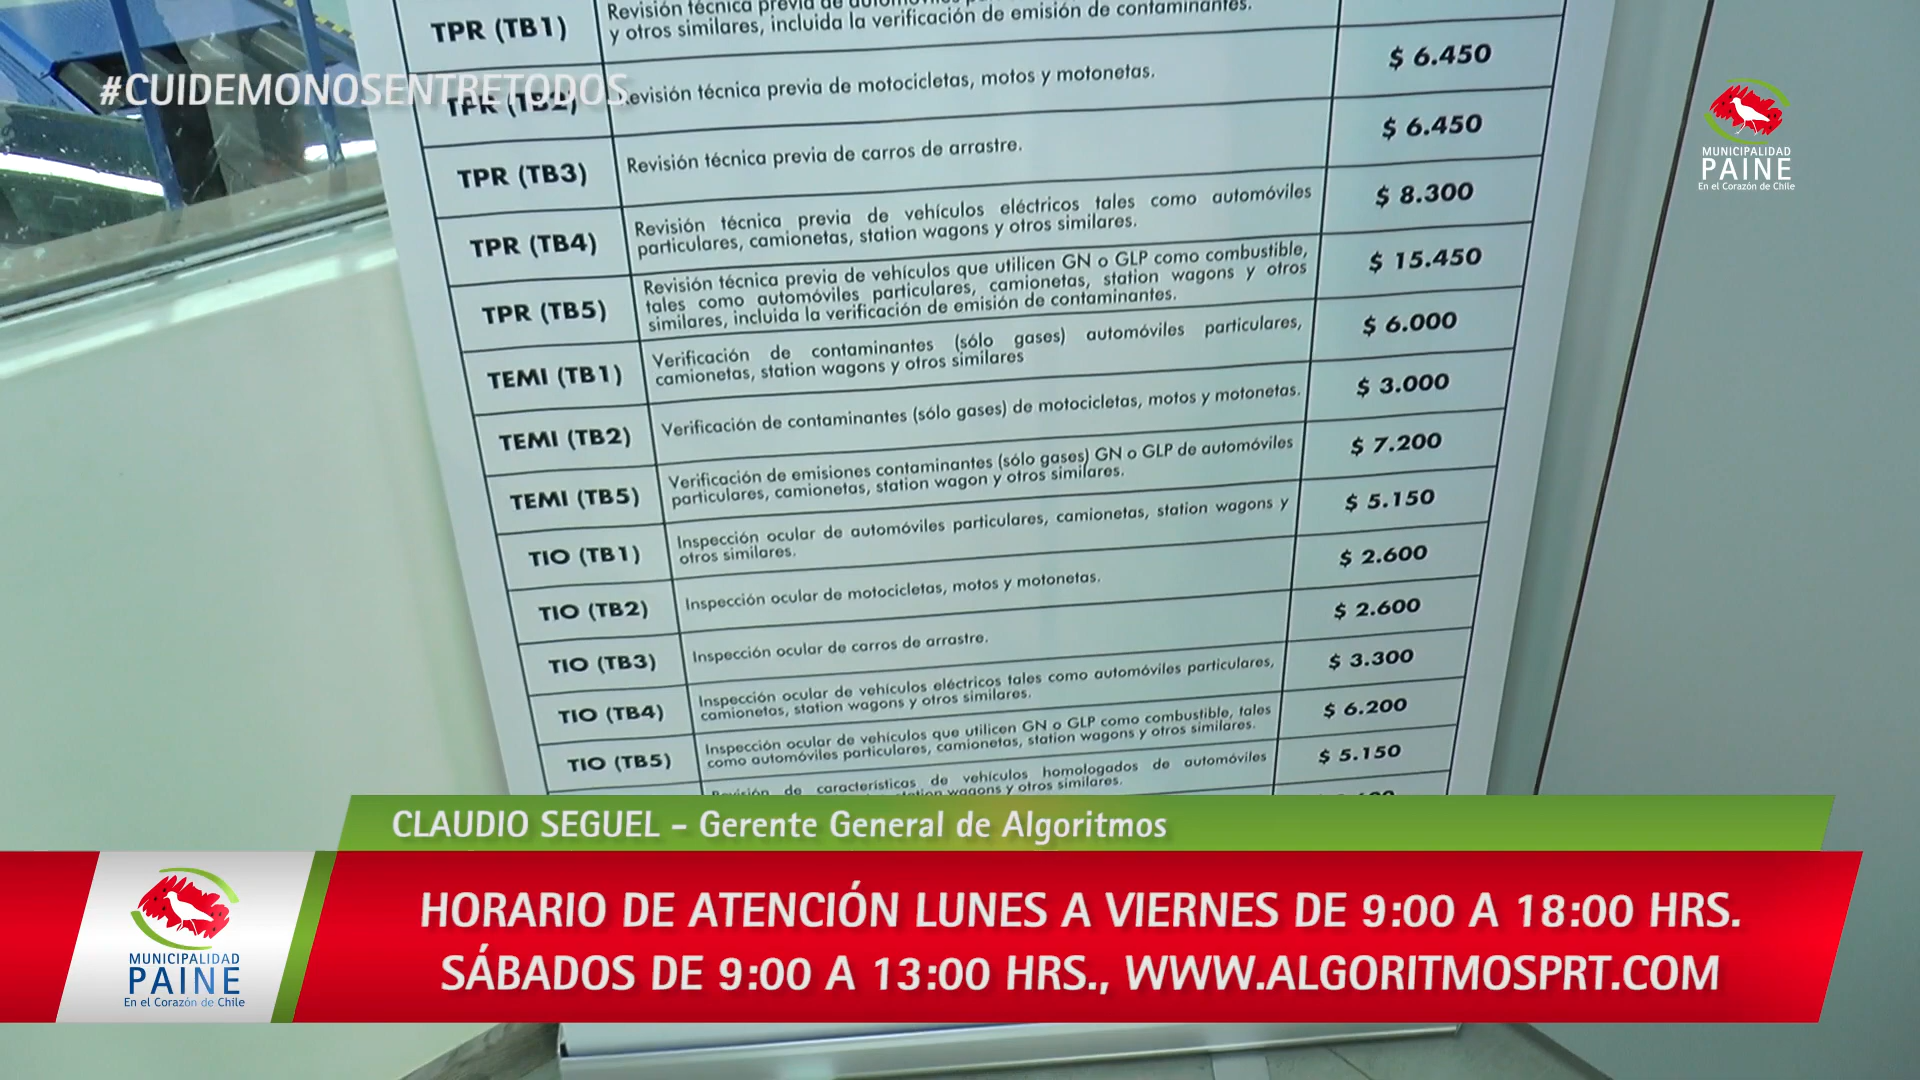 TPR (TB1)
Revisión técnica previa de
y otros similares, incluida la verificación de emisión de contaminantes.
#CUIDEMONOSENTRETODOS
TPR (TB2)
Revisión técnica previa de motocicletas, motos y motonetas.
$ 6.450
TPR (TB3)
Revisión técnica previa de carros de arrastre.
$ 6.450
TPR (TB4)
Revisión técnica previa de vehículos eléctricos tales como automóviles
particulares, camionetas, station wagons y otros similares.
$ 8.300
TPR (TB5)
Revisión técnica previa de vehículos que utilicen GN o GLP como combustible,
tales como automóviles particulares, camionetas, station wagons y otros
similares, incluida la verificación de emisión de contaminantes.
$ 15.450
TEMI (TB1)
Verificación de contaminantes (sólo gases) automóviles particulares,
camionetas, station wagons y otros similares
$ 6.000
TEMI (TB2)
Verificación de contaminantes (sólo gases) de motocicletas, motos y motonetas.
$ 3.000
TEMI (TB5)
Verificación de emisiones contaminantes (sólo gases) GN o GLP de automóviles
particulares, camionetas, station wagon y otros similares.
$ 7.200
TIO (TB1)
Inspección ocular de automóviles particulares, camionetas, station wagons y
otros similares.
$ 5.150
TIO (TB2)
Inspección ocular de motocicletas, motos y motonetas.
$ 2.600
TIO (TB3)
Inspección ocular de carros de arrastre.
$ 2.600
TIO (TB4)
Inspección ocular de vehículos eléctricos tales como automóviles particulares,
camionetas, station wagons y otros similares.
$ 3.300
TIO (TB5)
Inspección ocular de vehículos que utilicen GN o GLP como combustible, tales
como automóviles particulares, camionetas, station wagons y otros similares.
$ 6.200
Revisión de características de vehículos homologados de automóviles
station wagons y otros similares.
$ 5.150
MUNICIPALIDAD
PAINE
En el Corazón de Chile
CLAUDIO SEGUEL – Gerente General de Algoritmos
HORARIO DE ATENCIÓN LUNES A VIERNES DE 9:00 A 18:00 HRS.
SÁBADOS DE 9:00 A 13:00 HRS., WWW.ALGORITMOSPRT.COM
MUNICIPALIDAD
PAINE
En el Corazón de Chile